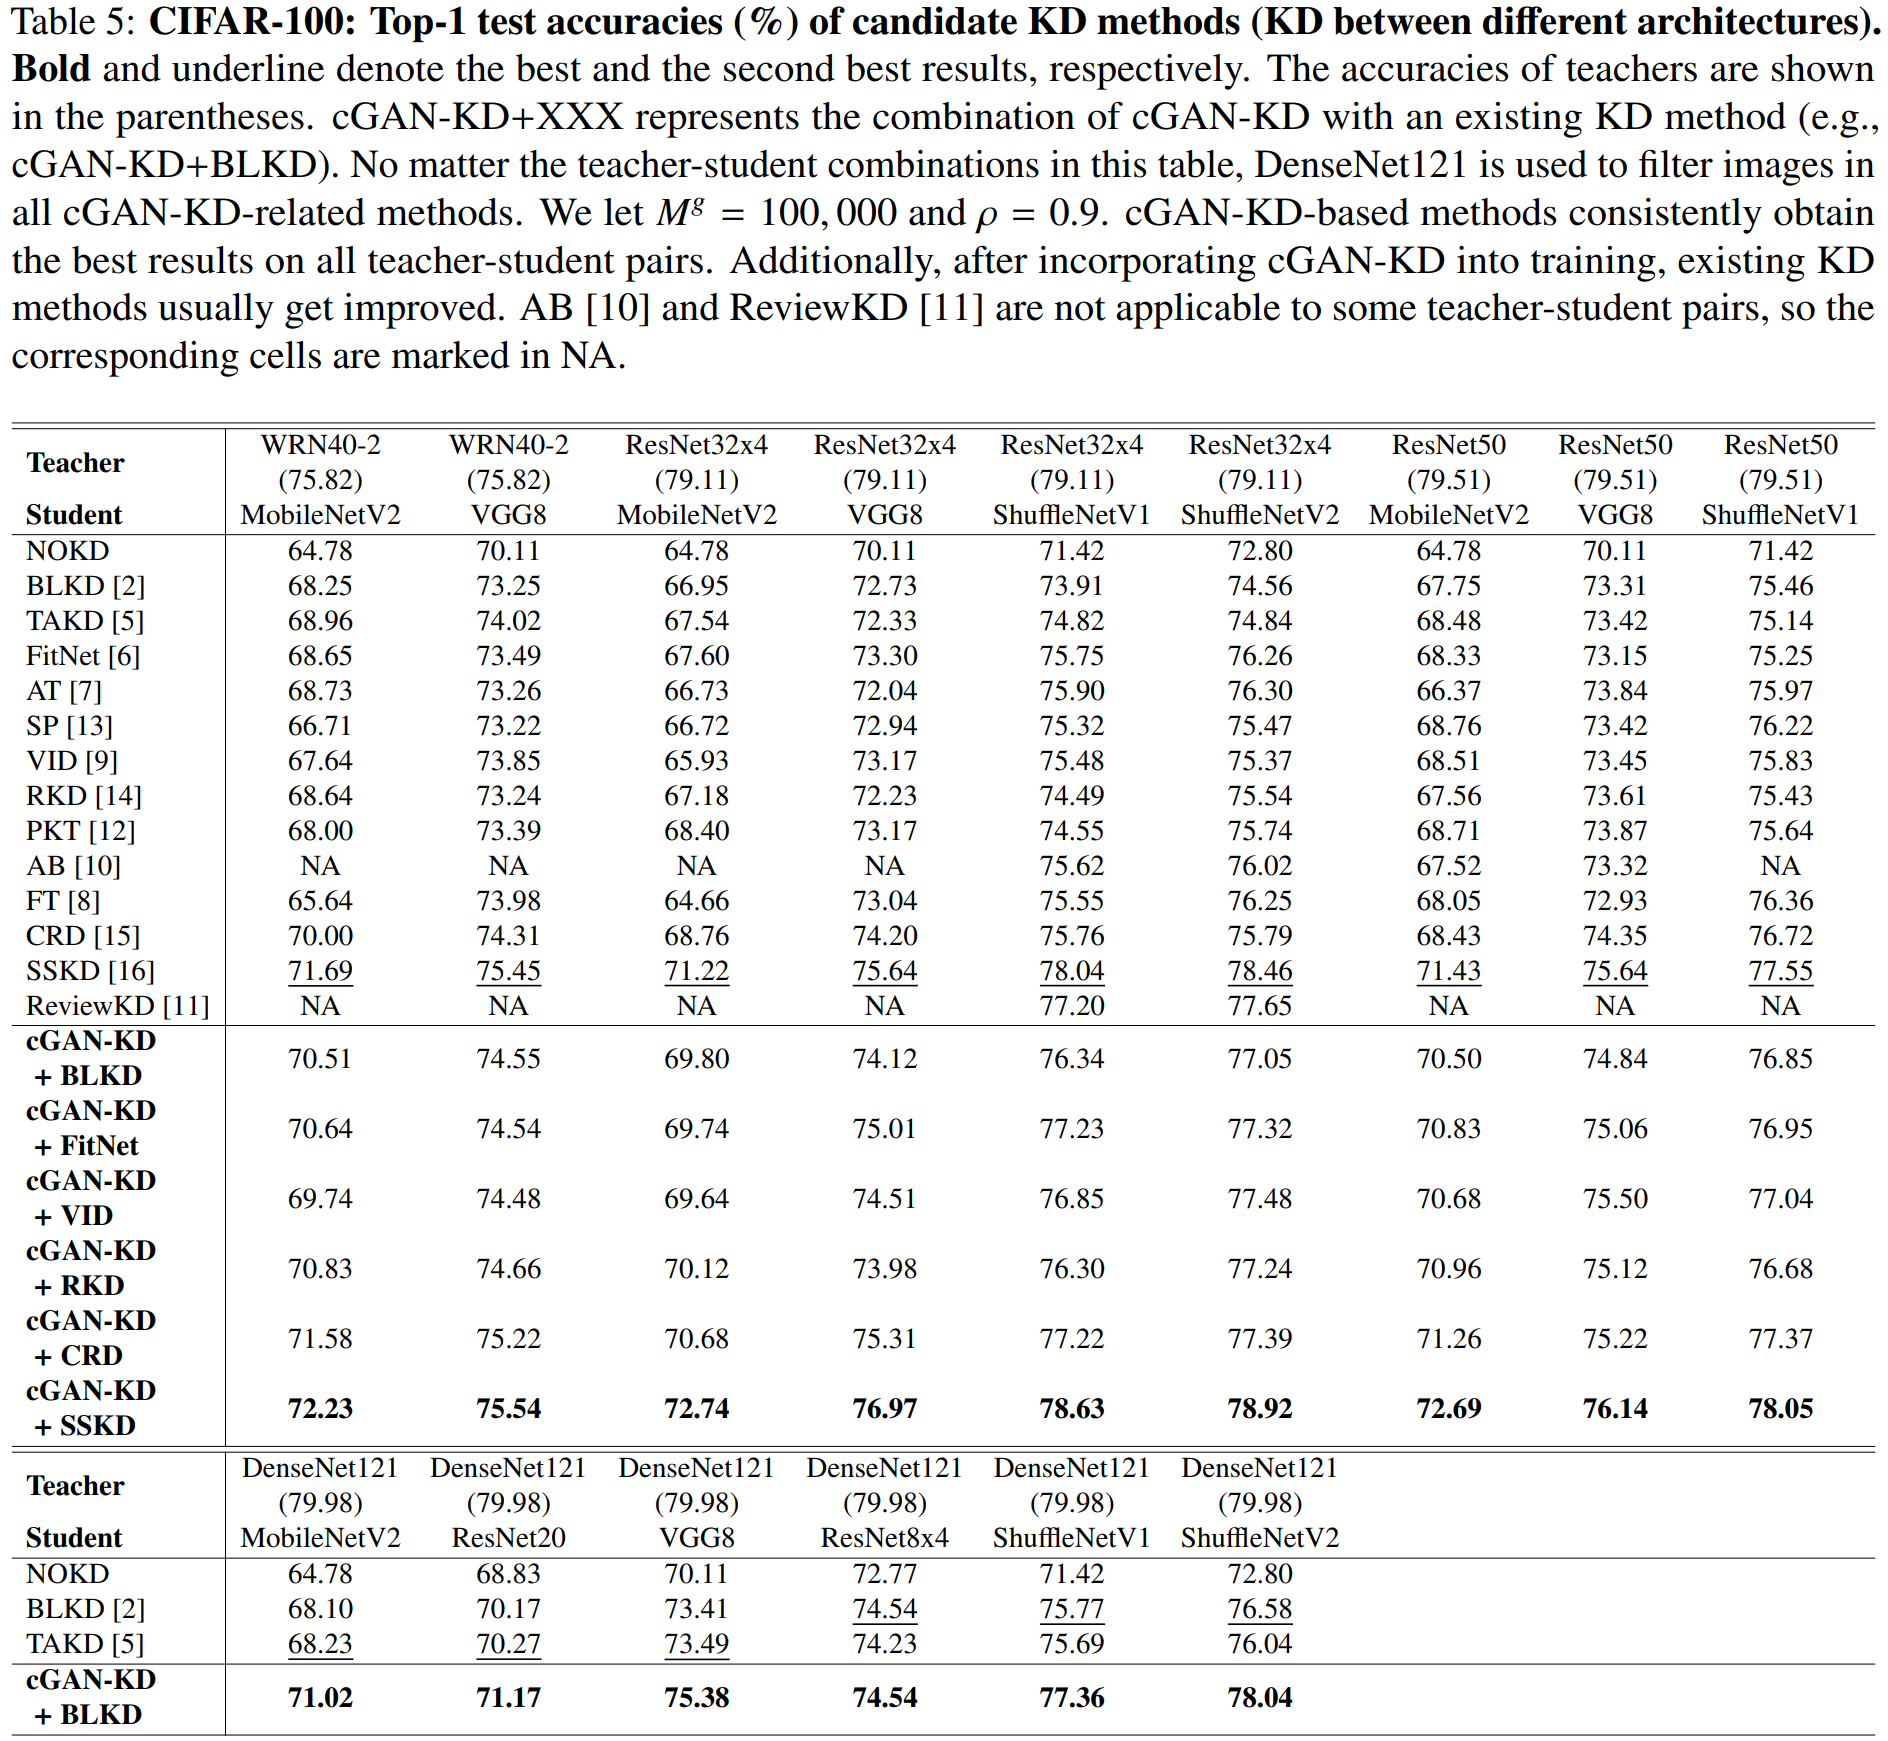 Table 5: CIFAR-100: Top-1 test accuracies (%) of candidate KD methods (KD between different architectures).
Bold and underline denote the best and the second best results, respectively. The accuracies of teachers are shown
in the parentheses. cGAN-KD+XXX represents the combination of cGAN-KD with an existing KD method (e.g.,
cGAN-KD+BLKD). No matter the teacher-student combinations in this table, DenseNet121 is used to filter images in
all cGAN-KD-related methods. We let M^g = 100,000 and ρ = 0.9. cGAN-KD-based methods consistently obtain
the best results on all teacher-student pairs. Additionally, after incorporating cGAN-KD into training, existing KD
methods usually get improved. AB [10] and ReviewKD [11] are not applicable to some teacher-student pairs, so the
corresponding cells are marked in NA.
Teacher WRN40-2 WRN40-2 ResNet32x4 ResNet32x4 ResNet32x4 ResNet32x4 ResNet50 ResNet50 ResNet50
(75.82) (75.82) (79.11) (79.11) (79.11) (79.11) (79.51) (79.51) (79.51)
Student MobileNetV2 VGG8 MobileNetV2 VGG8 ShuffleNetV1 ShuffleNetV2 MobileNetV2 VGG8 ShuffleNetV1
NOKD 64.78 70.11 64.78 70.11 71.42 72.80 64.78 70.11 71.42
BLKD [2] 68.25 73.25 66.95 72.73 73.91 74.56 67.75 73.31 75.46
TAKD [5] 68.96 74.02 67.54 72.33 74.82 74.84 68.48 73.42 75.14
FitNet [6] 68.65 73.49 67.60 73.30 75.75 76.26 68.33 73.15 75.25
AT [7] 68.73 73.26 66.73 72.04 75.90 76.30 66.37 73.84 75.97
SP [13] 66.71 73.22 66.72 72.94 75.32 75.47 68.76 73.42 76.22
VID [9] 67.64 73.85 65.93 73.17 75.48 75.37 68.51 73.45 75.83
RKD [14] 68.64 73.24 67.18 72.23 74.49 75.54 67.56 73.61 75.43
PKT [12] 68.00 73.39 68.40 73.17 74.55 75.74 68.71 73.87 75.64
AB [10] NA NA NA NA 75.62 76.02 67.52 73.32 NA
FT [8] 65.64 73.98 64.66 73.04 75.55 76.25 68.05 72.93 76.36
CRD [15] 70.00 74.31 68.76 74.20 75.76 75.79 68.43 74.35 76.72
SSKD [16] 71.69 75.45 71.22 75.64 78.04 78.46 71.43 75.64 77.55
ReviewKD [11] NA NA NA NA 77.20 77.65 NA NA NA
cGAN-KD
+ BLKD 70.51 74.55 69.80 74.12 76.34 77.05 70.50 74.84 76.85
cGAN-KD
+ FitNet 70.64 74.54 69.74 75.01 77.23 77.32 70.83 75.06 76.95
cGAN-KD
+ VID 69.74 74.48 69.64 74.51 76.85 77.48 70.68 75.50 77.04
cGAN-KD
+ RKD 70.83 74.66 70.12 73.98 76.30 77.24 70.96 75.12 76.68
cGAN-KD
+ CRD 71.58 75.22 70.68 75.31 77.22 77.39 71.26 75.22 77.37
cGAN-KD
+ SSKD 72.23 75.54 72.74 76.97 78.63 78.92 72.69 76.14 78.05
Teacher DenseNet121 DenseNet121 DenseNet121 DenseNet121 DenseNet121 DenseNet121
(79.98) (79.98) (79.98) (79.98) (79.98) (79.98)
Student MobileNetV2 ResNet20 VGG8 ResNet8x4 ShuffleNetV1 ShuffleNetV2
NOKD 64.78 68.83 70.11 72.77 71.42 72.80
BLKD [2] 68.10 70.17 73.41 74.54 75.77 76.58
TAKD [5] 68.23 70.27 73.49 74.23 75.69 76.04
cGAN-KD
+ BLKD 71.02 71.17 75.38 74.54 77.36 78.04